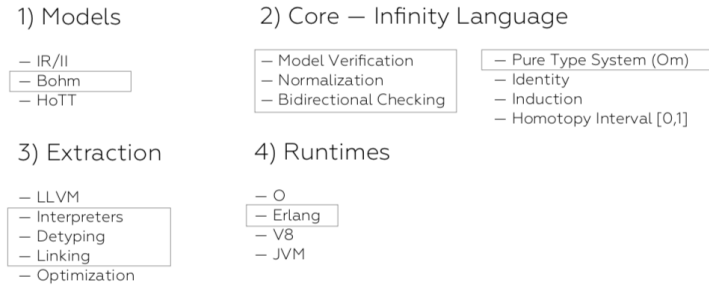 1) Models
— IR/II
— Bohm
— HoTT
2) Core — Infinity Language
— Model Verification
— Normalization
— Bidirectional Checking
— Pure Type System (Om)
— Identity
— Induction
— Homotopy Interval [0,1]
3) Extraction
— LLVM
— Interpreters
— Detyping
— Linking
— Optimization
4) Runtimes
— O
— Erlang
— V8
— JVM